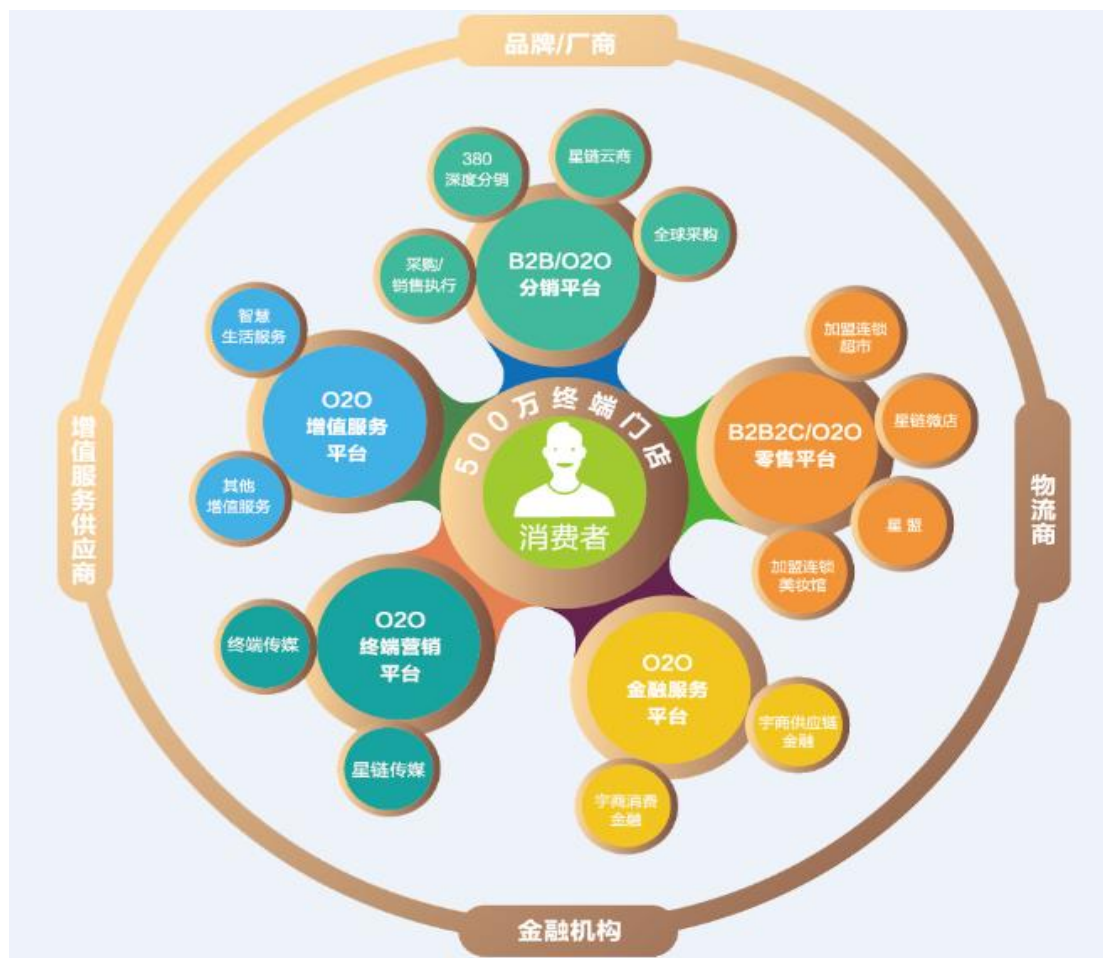 品牌/厂商
380
深度分销
星链云商
全球采购
采购/
销售执行
B2B/O2O
分销平台
智慧
生活服务
O2O
增值服务
平台
其他
增值服务
加盟连锁
超市
星链微店
B2B2C/O2O
零售平台
星盟
加盟连锁
美妆馆
500万终端门店
消费者
增值服务供应商
物流商
终端传媒
O2O
终端营销
平台
星链传媒
O2O
金融服务
平台
宇商供应链
金融
宇商消费
金融
金融机构